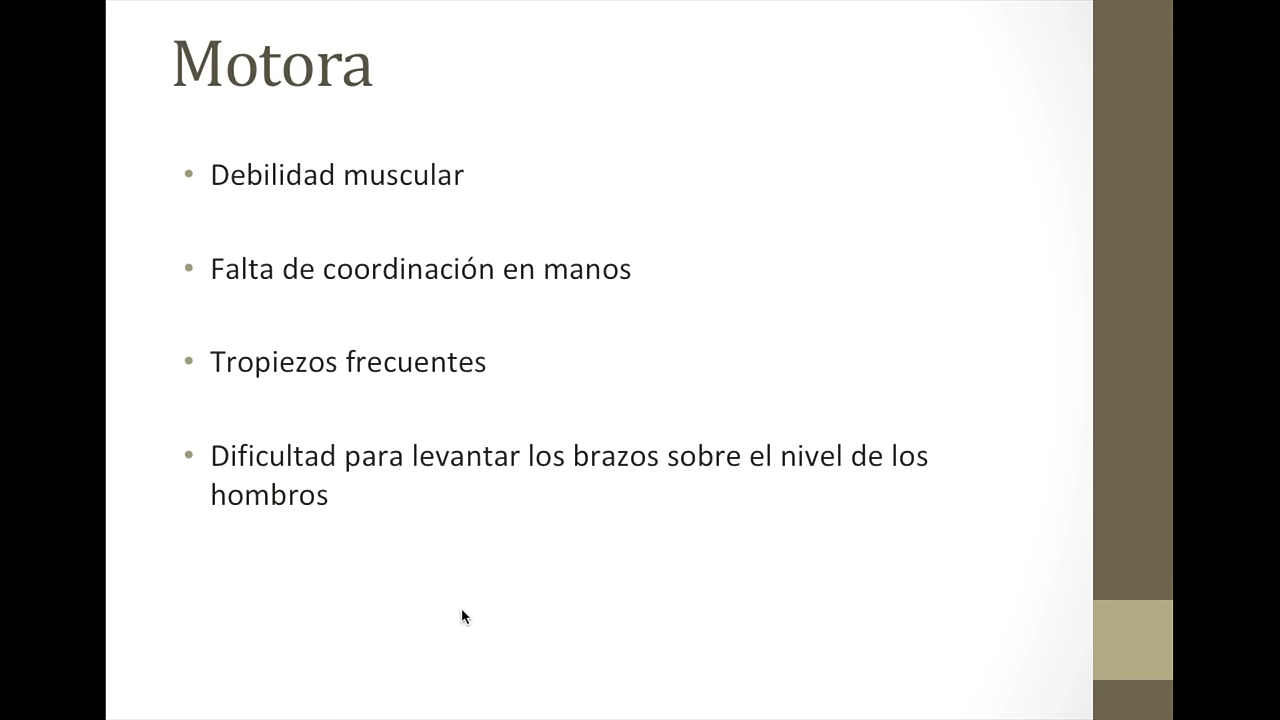 Motora
• Debilidad muscular
• Falta de coordinación en manos
• Tropiezos frecuentes
• Dificultad para levantar los brazos sobre el nivel de los
hombros